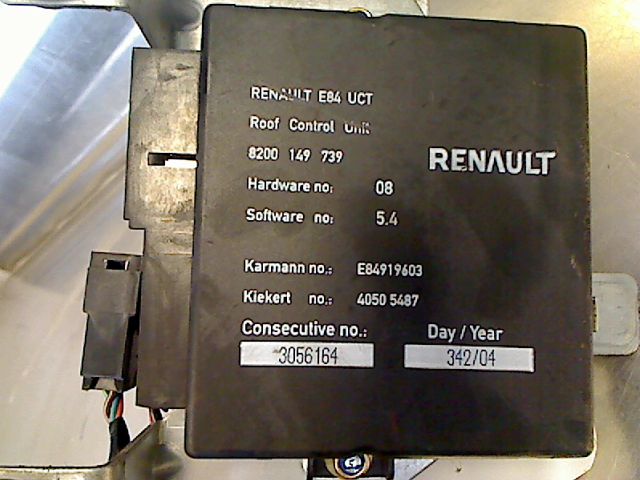 RENAULT E84 UCT
Roof Control Unit
8200 149 739
RENAULT
Hardware no: 08
Software no: 5.4
Karmann no.: E84919603
Kiekert no.: 4050 5487
Consecutive no.: Day / Year
3056164 342/04